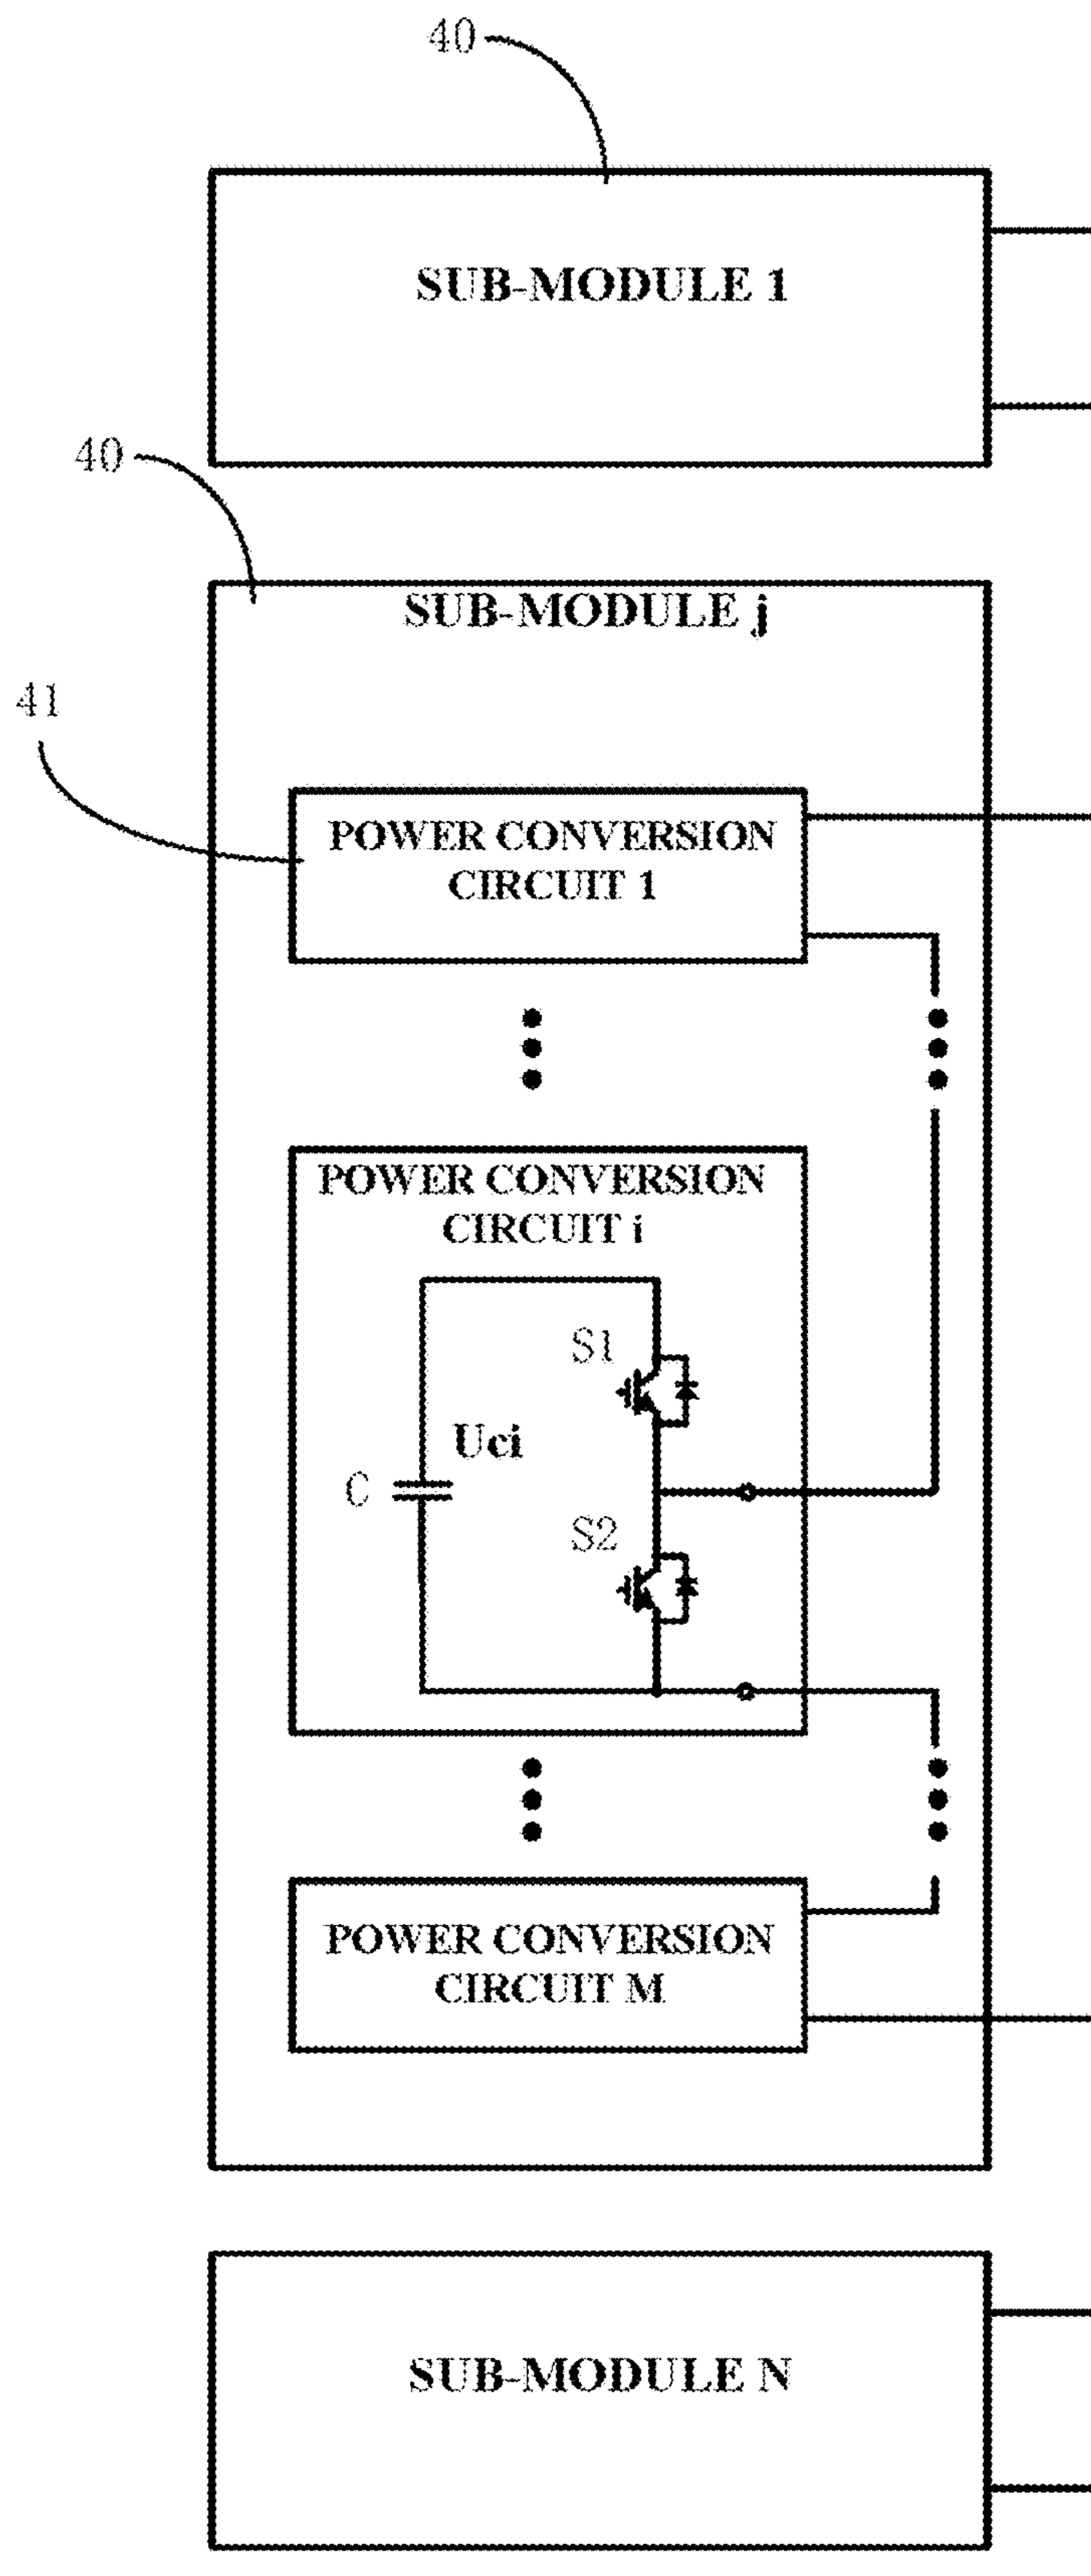 40
SUB-MODULE 1
40
SUB-MODULE j
41
POWER CONVERSION
CIRCUIT 1
POWER CONVERSION
CIRCUIT i
S1
Uci
C
S2
POWER CONVERSION
CIRCUIT M
SUB-MODULE N